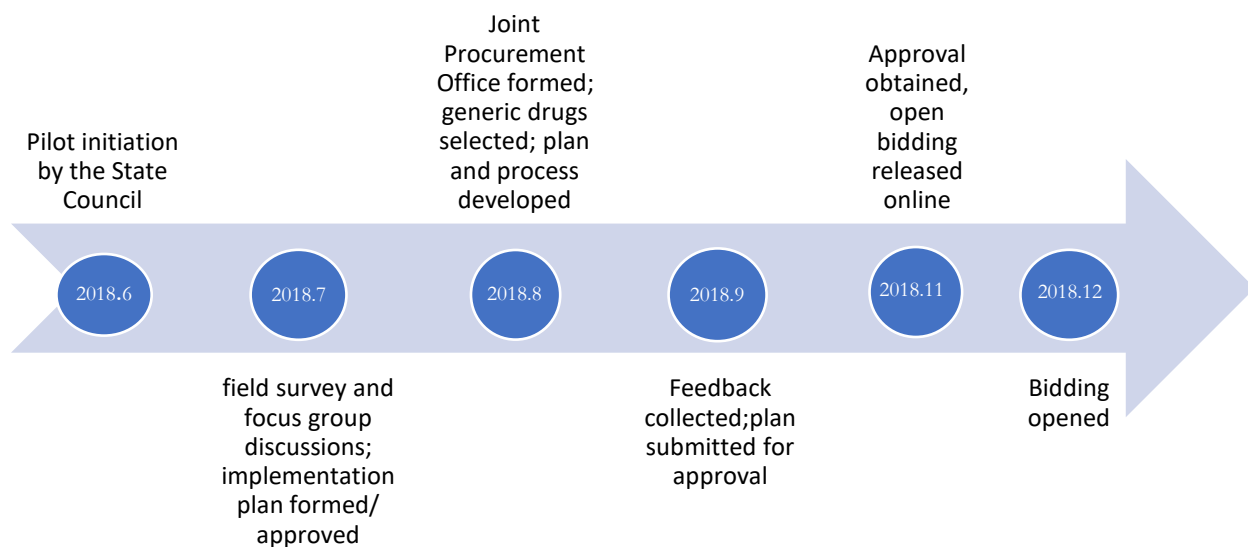 Pilot initiation
by the State
Council
2018.6
field survey and
focus group
discussions;
implementation
plan formed/
approved
2018.7
Joint
Procurement
Office formed;
generic drugs
selected; plan
and process
developed
2018.8
Feedback
collected;plan
submitted for
approval
2018.9
Approval
obtained,
open
bidding
released
online
2018.11
Bidding
opened
2018.12